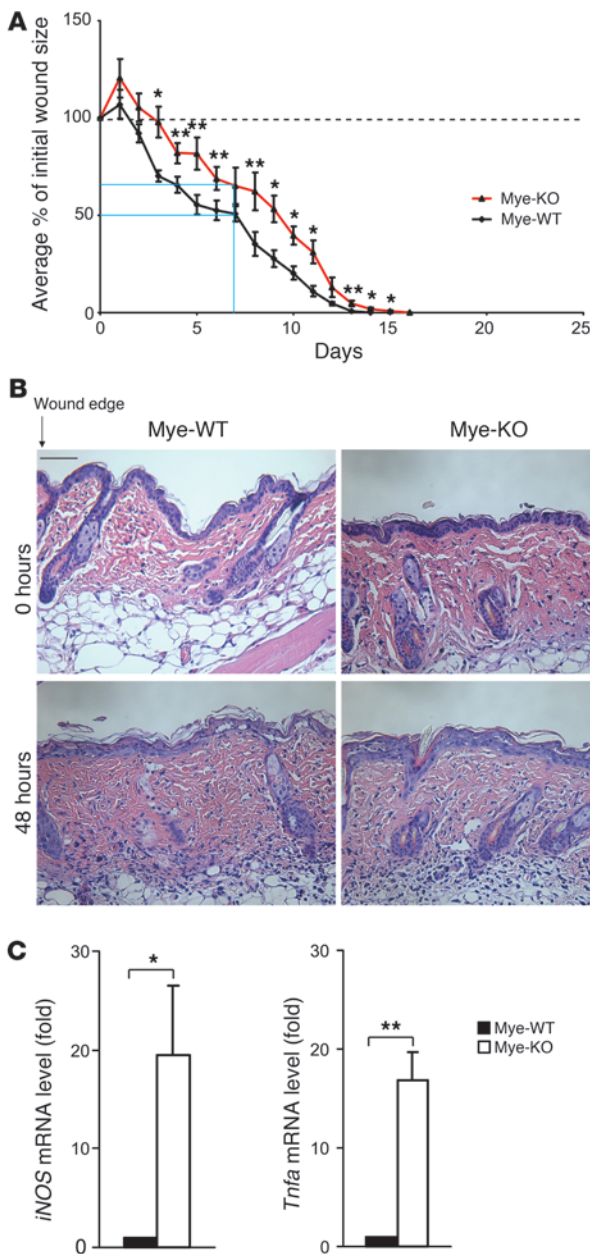 A
Average % of initial wound size
150
100
50
0
* ** ** ** ** * * * ** * *
Mye-KO
Mye-WT
0 5 10 15 20 25
Days
B
Wound edge
Mye-WT Mye-KO
0 hours
48 hours
C
iNOS mRNA level (fold)
30
20
10
0
*
Tnfa mRNA level (fold)
30
20
10
0
**
Mye-WT
Mye-KO